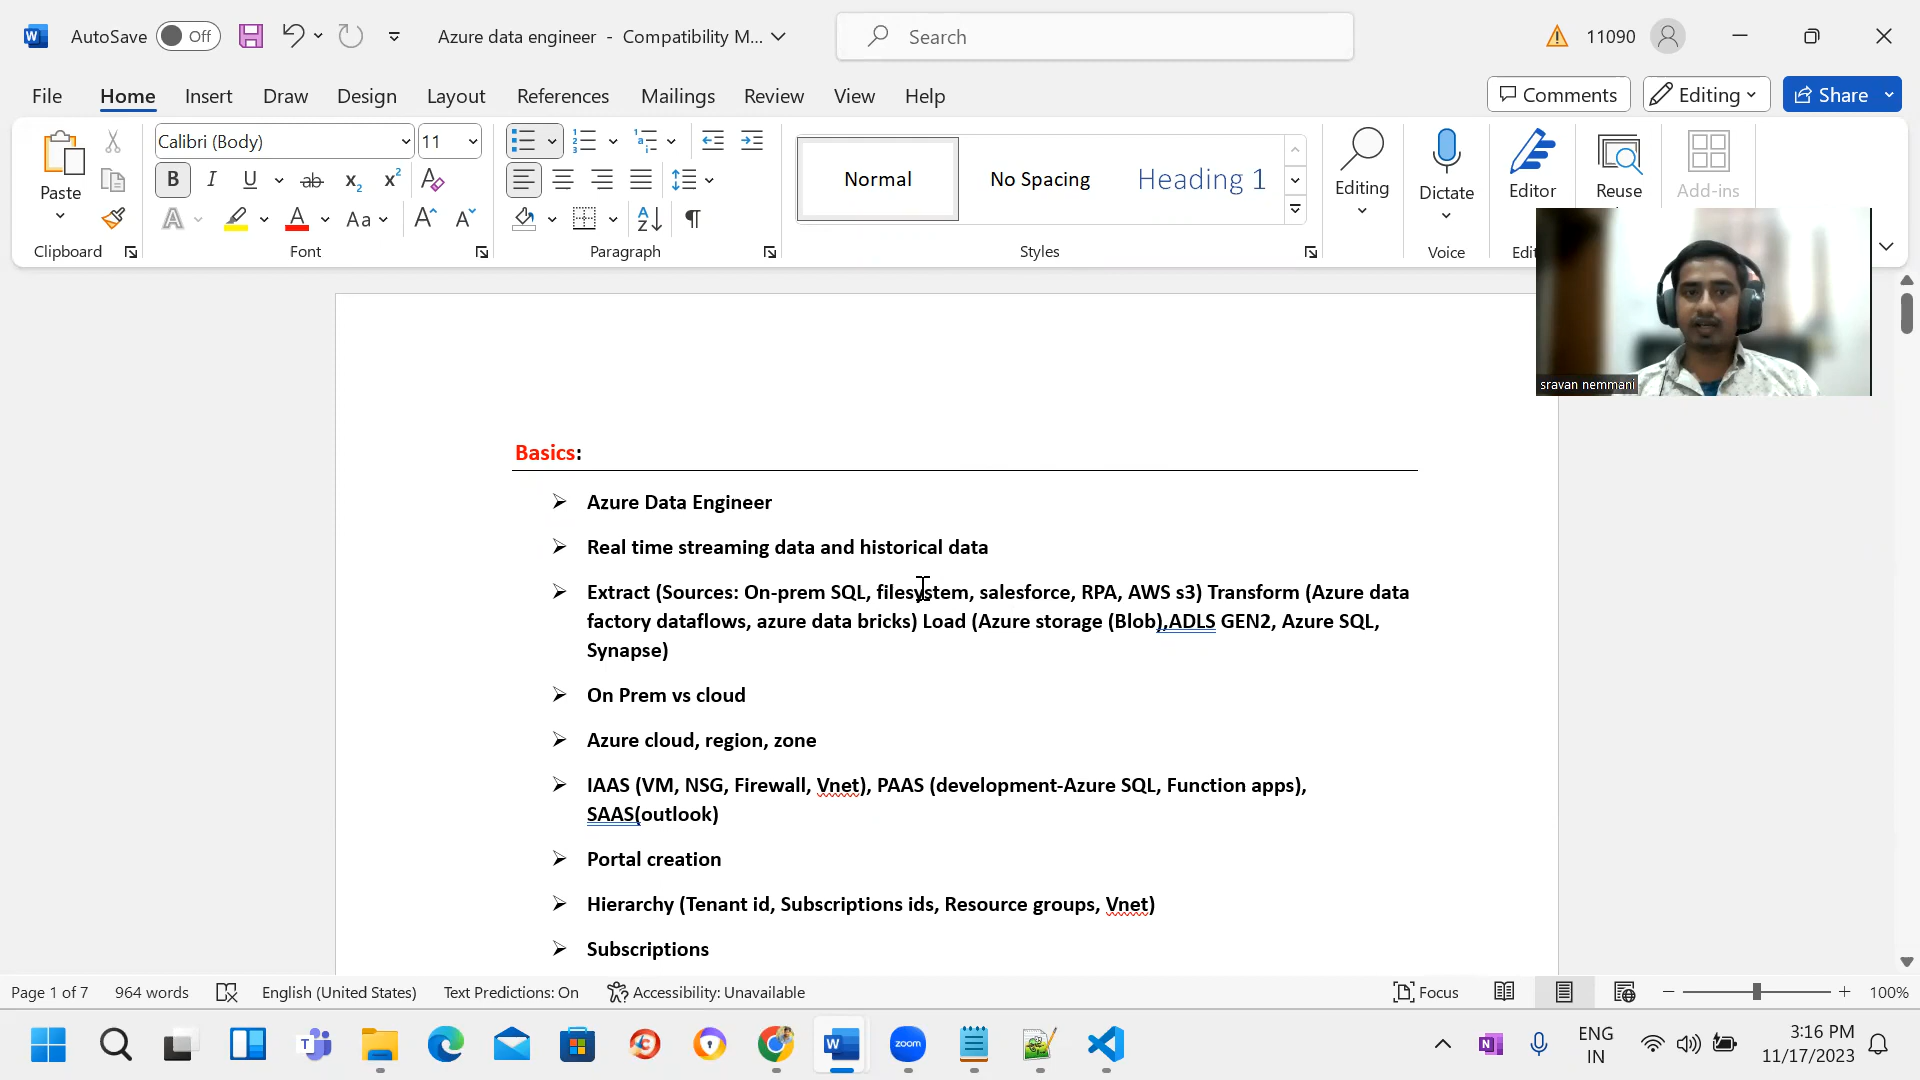 AutoSave Off Azure data engineer - Compatibility M... Search 11090
File Home Insert Draw Design Layout References Mailings Review View Help Comments Editing Share
Calibri (Body) 11
Paste
Normal No Spacing Heading 1
Editing Dictate Editor Reuse Add-ins
Clipboard Font Paragraph Styles Voice Edit
sravan nemmani
Basics:
➢ Azure Data Engineer
➢ Real time streaming data and historical data
➢ Extract (Sources: On-prem SQL, filesystem, salesforce, RPA, AWS s3) Transform (Azure data
factory dataflows, azure data bricks) Load (Azure storage (Blob),ADLS GEN2, Azure SQL,
Synapse)
➢ On Prem vs cloud
➢ Azure cloud, region, zone
➢ IAAS (VM, NSG, Firewall, Vnet), PAAS (development-Azure SQL, Function apps),
SAAS(outlook)
➢ Portal creation
➢ Hierarchy (Tenant id, Subscriptions ids, Resource groups, Vnet)
➢ Subscriptions
Page 1 of 7 964 words English (United States) Text Predictions: On Accessibility: Unavailable Focus 100%
zoom
ENG
IN
3:16 PM
11/17/2023